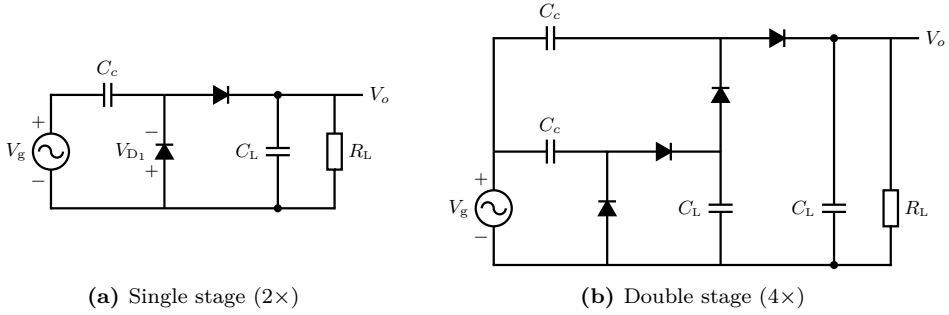 C_c
V_o
+
V_g
−
−
V_D1
+
C_L
R_L
(a) Single stage (2×)
C_c
V_o
C_c
+
V_g
−
C_L
C_L
R_L
(b) Double stage (4×)